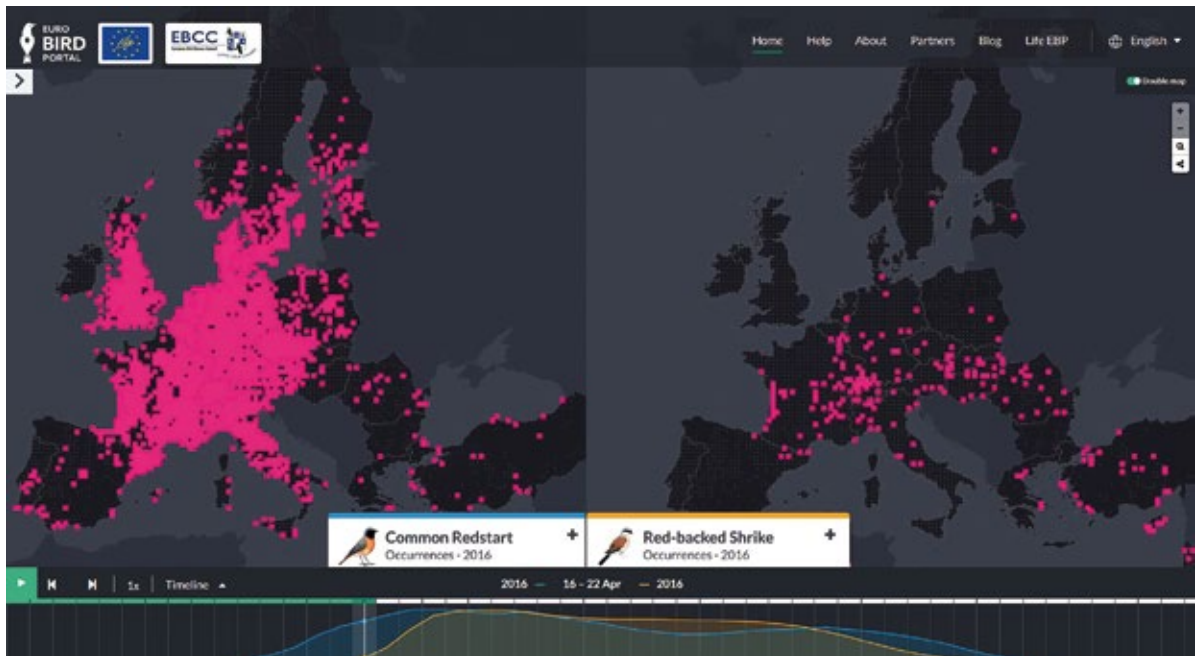 EURO
BIRD
PORTAL
EBCC
Home Help About Partners Blog Life EBP English
Double map
Common Redstart
Occurrences - 2016
Red-backed Shrike
Occurrences - 2016
1x Timeline 2016 16 - 22 Apr 2016